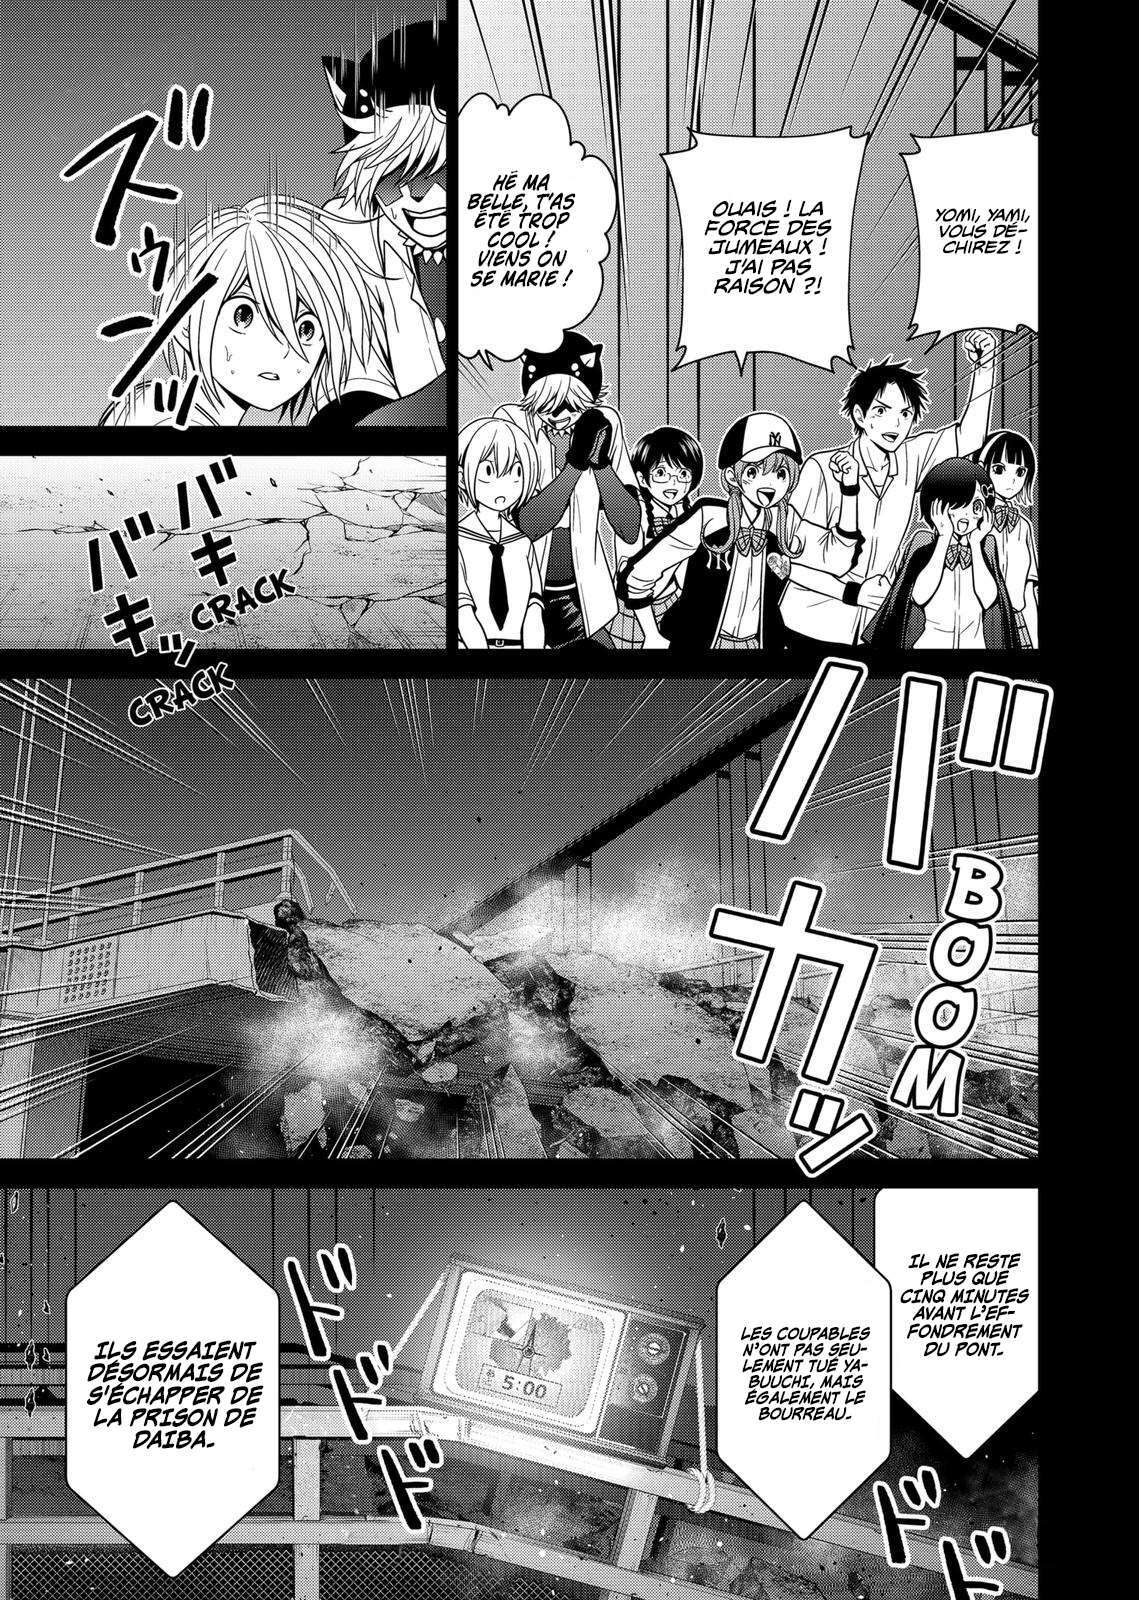 YOMI, YAMI,
VOUS DÉ-
CHIREZ !
OUAIS ! LA
FORCE DES
JUMEAUX !
J'AI PAS
RAISON ?!
HÉ MA
BELLE, T'AS
ÉTÉ TROP
COOL !
VIENS ON
SE MARIE !
ズゥン
バキ
バキッ
CRACK
CRACK
バカッ
BOOM
IL NE RESTE
PLUS QUE
CINQ MINUTES
AVANT L'EF-
FONDREMENT
DU PONT.
LES COUPABLES
N'ONT PAS SEU-
LEMENT TUÉ YA-
BUUCHI, MAIS
ÉGALEMENT LE
BOURREAU.
5:00
ILS ESSAIENT
DÉSORMAIS DE
S'ÉCHAPPER DE
LA PRISON DE
DAIBA.
ドド
ドド
ドド